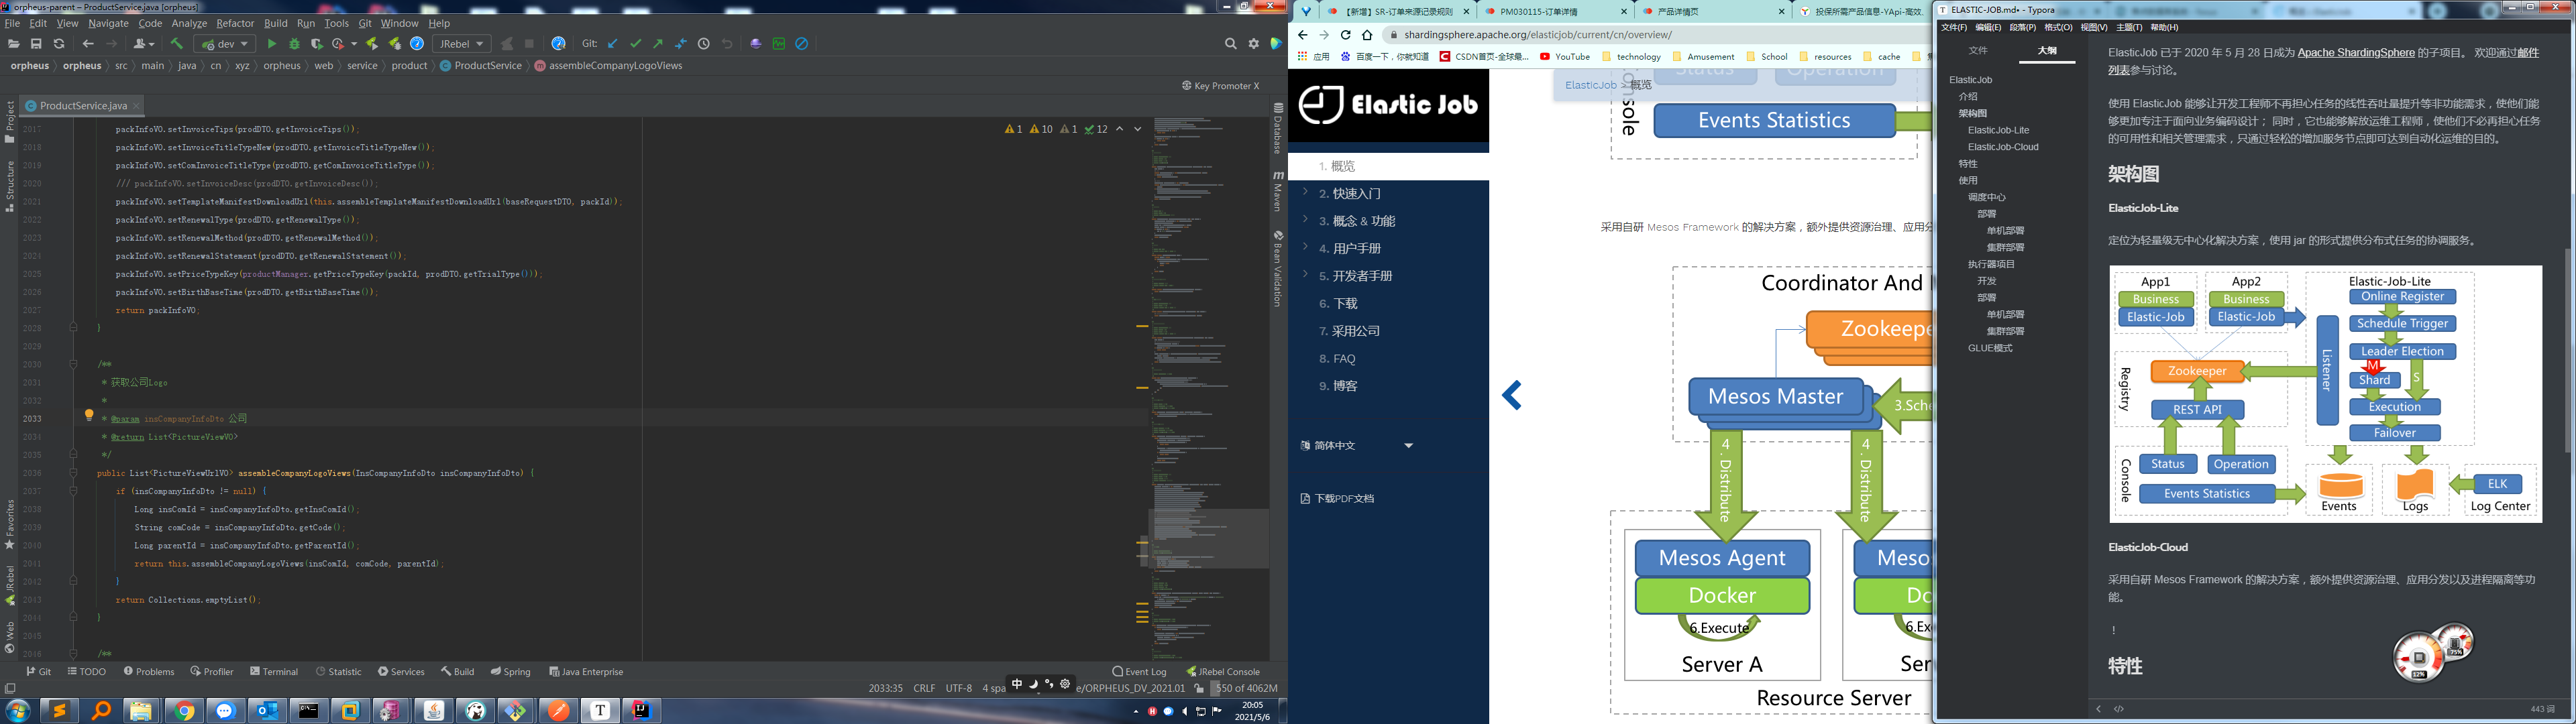 orpheus-parent – ProductService.java [orpheus]
File Edit View Navigate Code Analyze Refactor Build Run Tools Git Window Help
dev
JRebel
Git:
orpheus orpheus src main java cn xyz orpheus web service product ProductService assembleCompanyLogoViews
Key Promoter X
ProductService.java
1 10 1 12
Project
Structure
Favorites
JRebel
Web
Database
Maven
Bean Validation
2017 packInfoVO.setInvoiceTips(prodDTO.getInvoiceTips());
2018 packInfoVO.setInvoiceTitleTypeNew(prodDTO.getInvoiceTitleTypeNew());
2019 packInfoVO.setComInvoiceTitleType(prodDTO.getComInvoiceTitleType());
2020 /// packInfoVO.setInvoiceDesc(prodDTO.getInvoiceDesc());
2021 packInfoVO.setTemplateManifestDownloadUrl(this.assembleTemplateManifestDownloadUrl(baseRequestDTO, packId));
2022 packInfoVO.setRenewalType(prodDTO.getRenewalType());
2023 packInfoVO.setRenewalMethod(prodDTO.getRenewalMethod());
2024 packInfoVO.setRenewalStatement(prodDTO.getRenewalStatement());
2025 packInfoVO.setPriceTypeKey(productManager.getPriceTypeKey(packId, prodDTO.getTrialType()));
2026 packInfoVO.setBirthBaseTime(prodDTO.getBirthBaseTime());
2027 return packInfoVO;
2028 }
2029
2030 /**
2031 * 获取公司Logo
2032 *
2033 * @param insCompanyInfoDto 公司
2034 * @return List<PictureViewVO>
2035 */
2036 public List<PictureViewUrlVO> assembleCompanyLogoViews(InsCompanyInfoDto insCompanyInfoDto) {
2037 if (insCompanyInfoDto != null) {
2038 Long insComId = insCompanyInfoDto.getInsComId();
2039 String comCode = insCompanyInfoDto.getCode();
2040 Long parentId = insCompanyInfoDto.getParentId();
2041 return this.assembleCompanyLogoViews(insComId, comCode, parentId);
2042 }
2043 return Collections.emptyList();
2044 }
2045
2046 /**
Git TODO Problems Profiler Terminal Statistic Services Build Spring Java Enterprise
Event Log JRebel Console
2033:35 CRLF UTF-8 4 spa
中
e/ORPHEUS_DV_2021.01
550 of 4062M
20:05
2021/5/6
【新增】SR-订单来源记录规则
PM030115-订单详情
产品详情页
投保所需产品信息-YApi-高效.
shardingsphere.apache.org/elasticjob/current/cn/overview/
应用 百度一下，你就知道 CSDN首页-全球最... YouTube technology Amusement School resources cache
Elastic Job
ElasticJob > 概览
1. 概览
2. 快速入门
3. 概念 & 功能
4. 用户手册
5. 开发者手册
6. 下载
7. 采用公司
8. FAQ
9. 博客
简体中文
下载PDF文档
Status Operation
Events Statistics
采用自研 Mesos Framework 的解决方案，额外提供资源治理、应用分
Coordinator And
Zookeepe
Mesos Master
3.Sche
4. Distribute
4. Distribute
Mesos Agent
Docker
6.Execute
Server A
Meso
Do
6.Exe
Ser
Resource Server
ELASTIC-JOB.md• - Typora
文件(F) 编辑(E) 段落(P) 格式(O) 视图(V) 主题(T) 帮助(H)
文件 大纲
ElasticJob
介绍
架构图
ElasticJob-Lite
ElasticJob-Cloud
特性
使用
调度中心
部署
单机部署
集群部署
执行器项目
开发
部署
单机部署
集群部署
GLUE模式
ElasticJob 已于 2020 年 5 月 28 日成为 Apache ShardingSphere 的子项目。 欢迎通过邮件
列表参与讨论。
使用 ElasticJob 能够让开发工程师不再担心任务的线性吞吐量提升等非功能需求，使他们能
够更加专注于面向业务编码设计； 同时，它也能够解放运维工程师，使他们不必再担心任务
的可用性和相关管理需求，只通过轻松的增加服务节点即可达到自动化运维的目的。
架构图
ElasticJob-Lite
定位为轻量级无中心化解决方案，使用 jar 的形式提供分布式任务的协调服务。
App1
Business
Elastic-Job
App2
Business
Elastic-Job
Elastic-Job-Lite
Online Register
Schedule Trigger
Leader Election
M
S
Shard
Execution
Failover
Listener
Registry
Zookeeper
REST API
Console
Status
Operation
Events Statistics
Events
Logs
ELK
Log Center
ElasticJob-Cloud
采用自研 Mesos Framework 的解决方案，额外提供资源治理、应用分发以及进程隔离等功
能。
！
特性
12%
75%
443 词